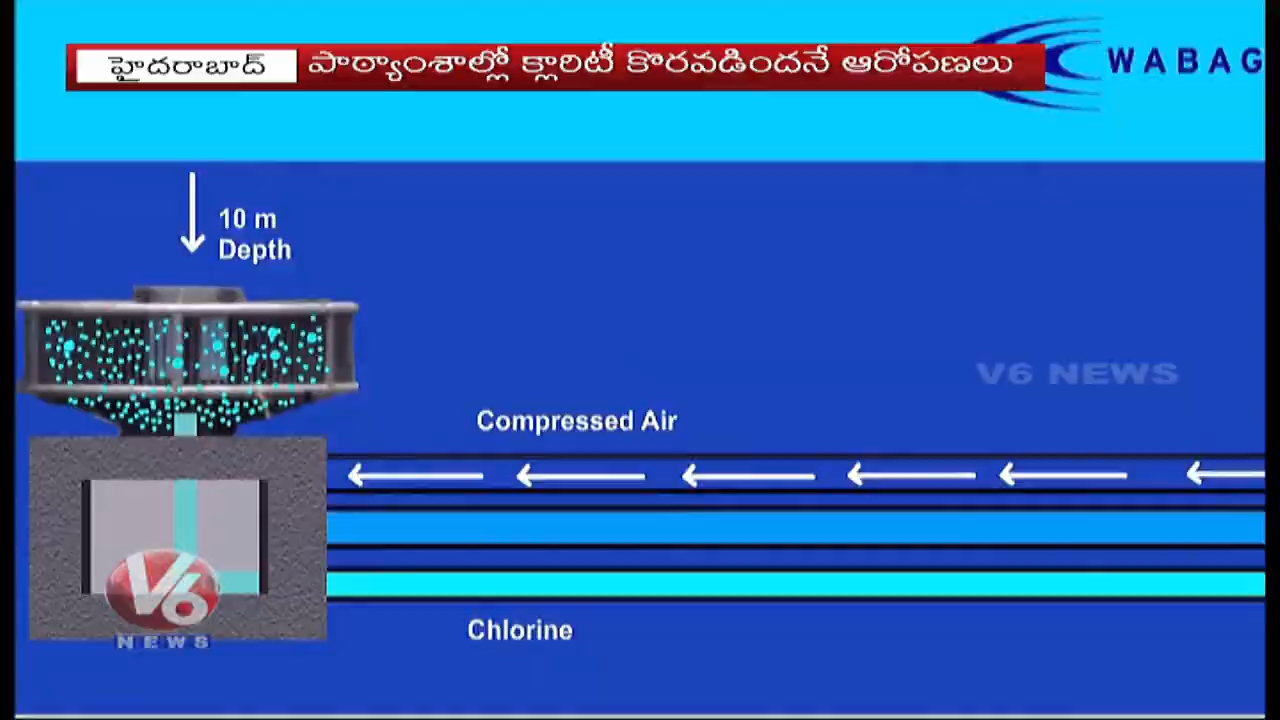 హైదరాబాద్ పాఠ్యాంశాల్లో క్లారిటీ కొరవడిందనే ఆరోపణలు
WABAG
10 m
Depth
V6 NEWS
Compressed Air
V6
NEWS
Chlorine